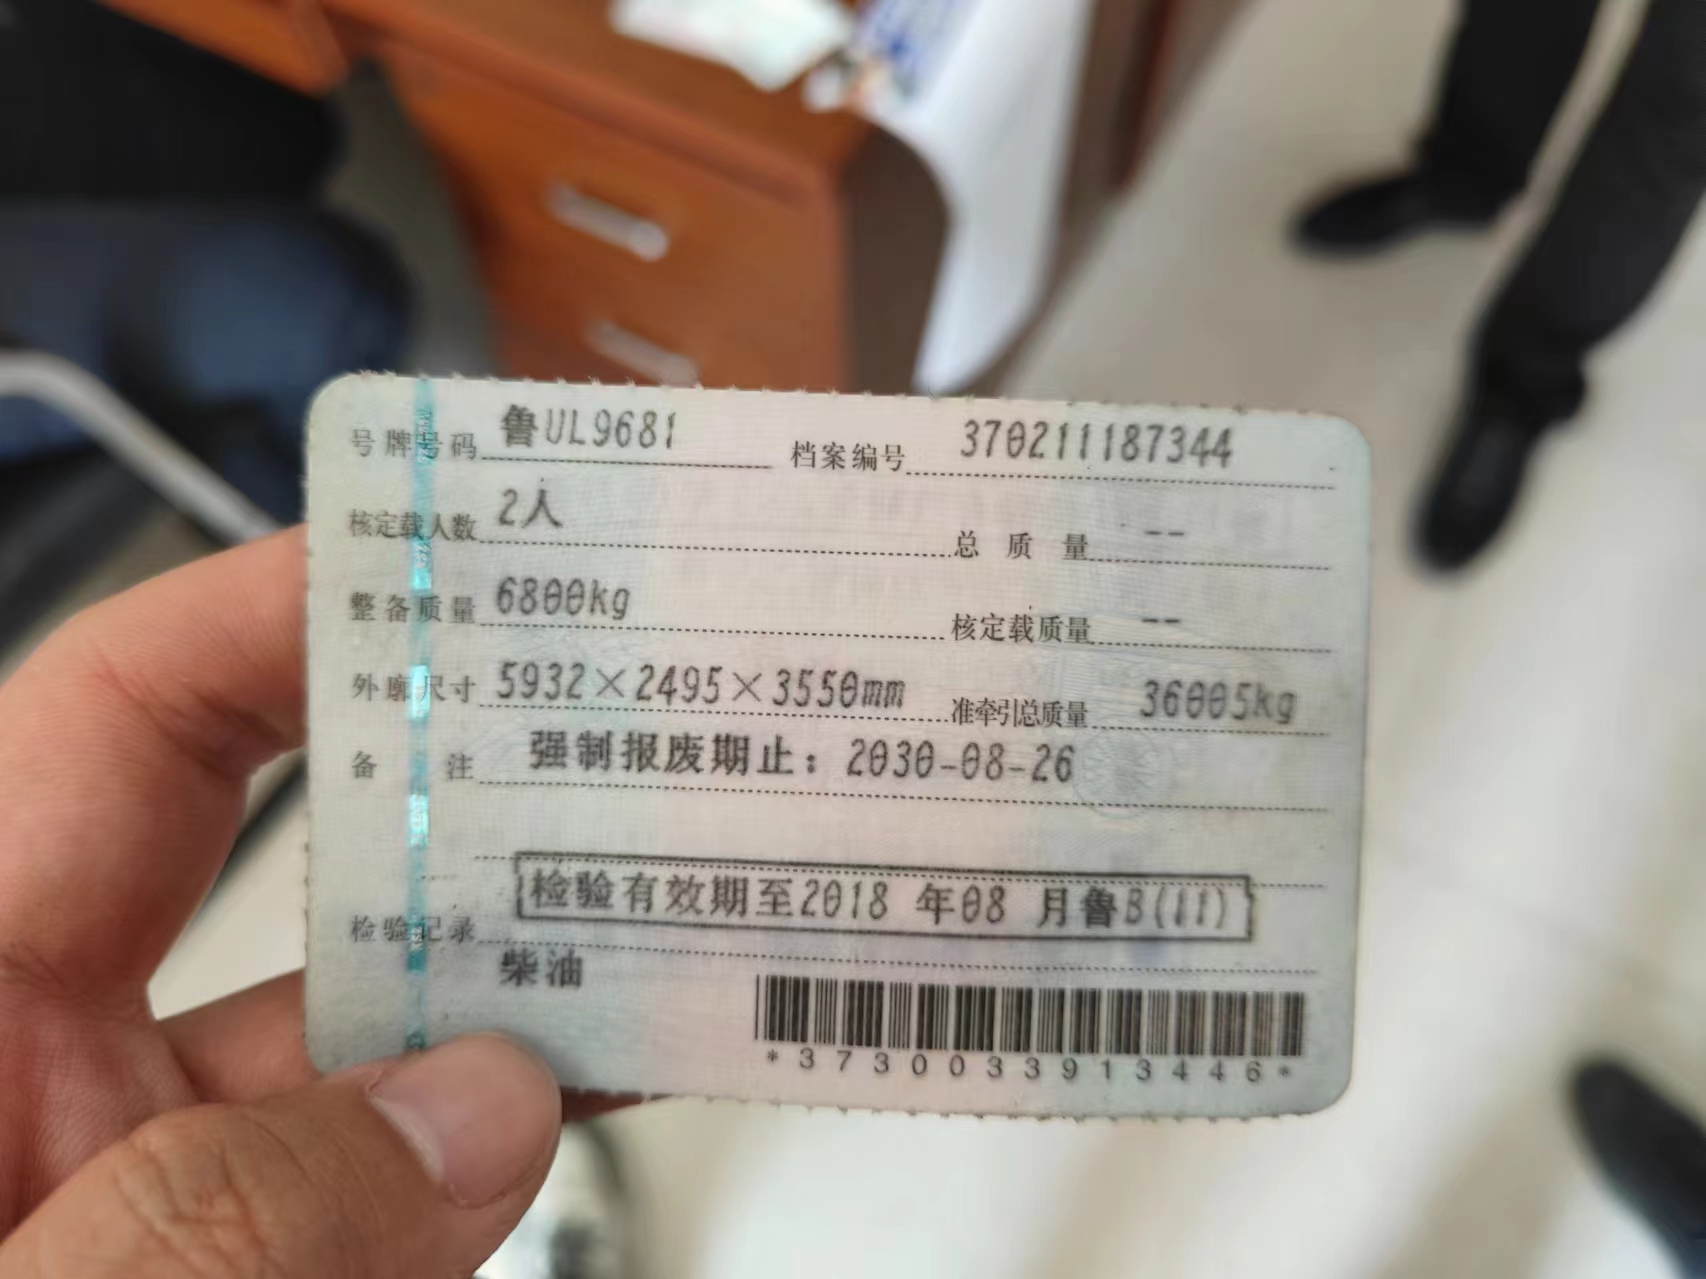 号牌号码 鲁UL9681 档案编号 370211187344
核定载人数 2人 总质量 --
整备质量 6800kg 核定载质量 --
外廓尺寸 5932×2495×3550mm 准牵引总质量 36005kg
备注 强制报废期止：2030-08-26
检验记录 检验有效期至2018 年08 月鲁B(11)
柴油
*3730033913446*